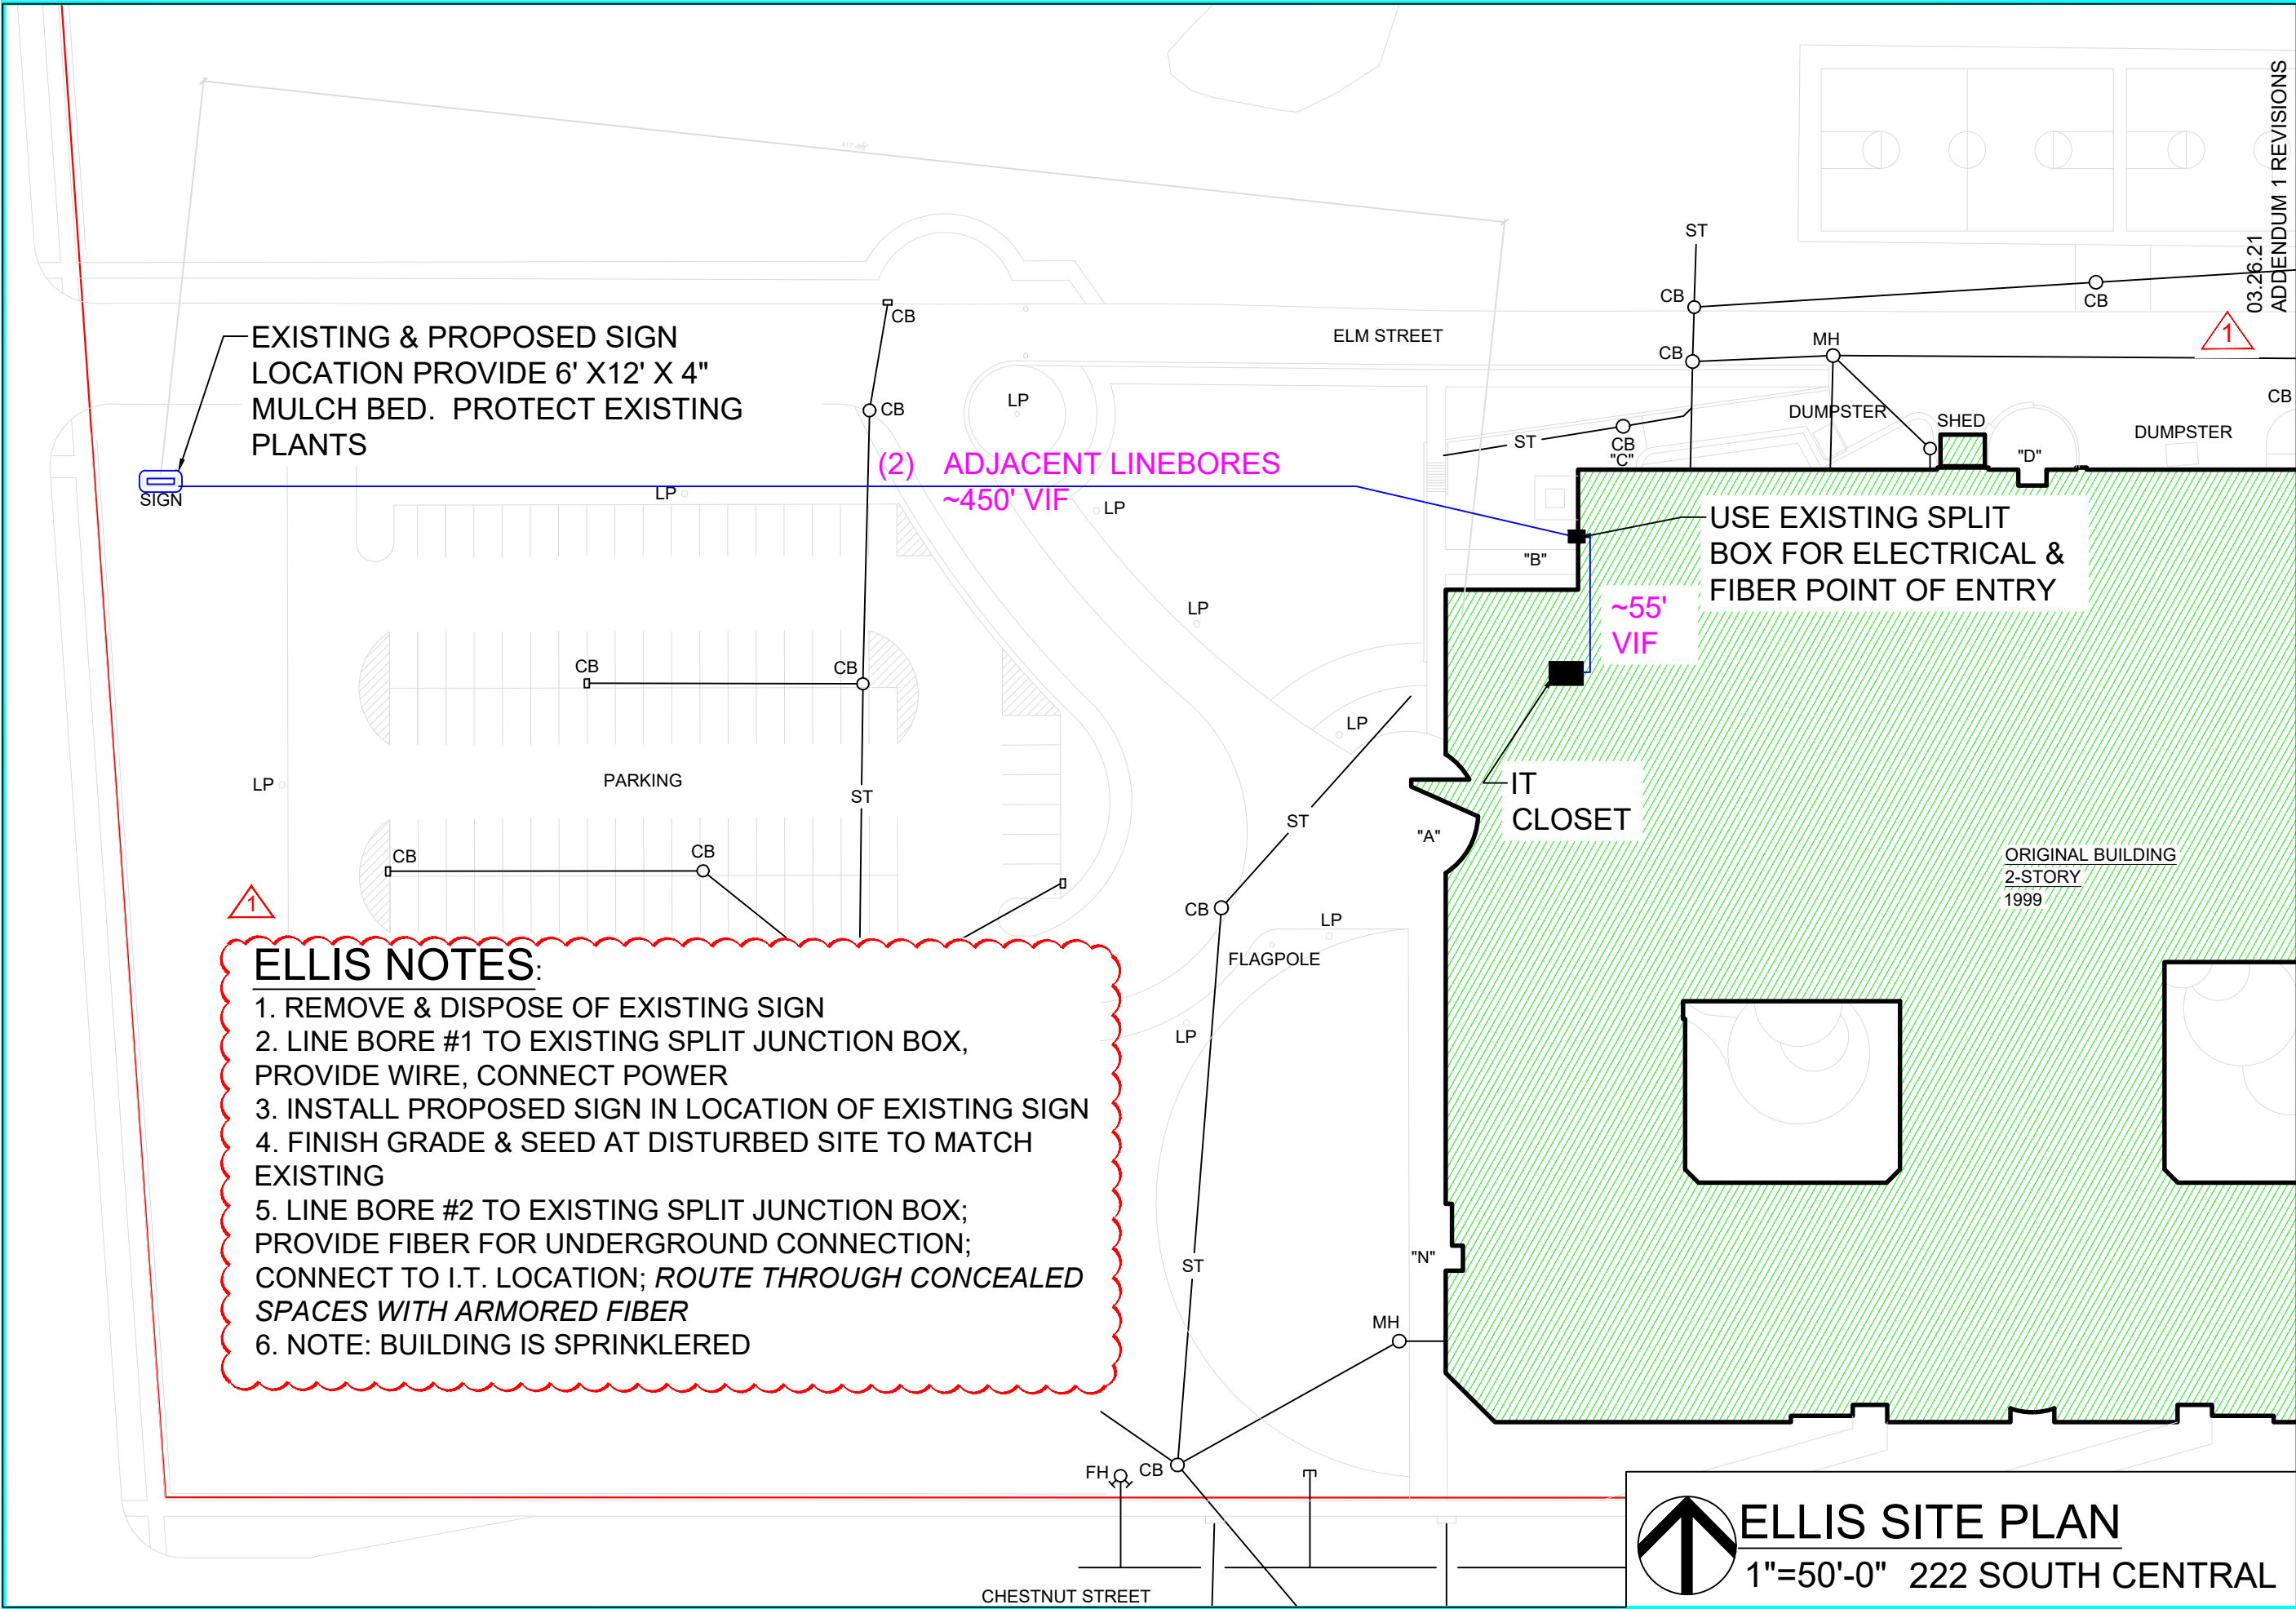 03.26.21
ADDENDUM 1 REVISIONS
ST
CB
CB
CB
ELM STREET
MH
1
EXISTING & PROPOSED SIGN
LOCATION PROVIDE 6' X12' X 4"
MULCH BED. PROTECT EXISTING
PLANTS
CB
CB
LP
CB
DUMPSTER
SHED
CB
DUMPSTER
ST
CB
"C"
"D"
(2) ADJACENT LINEBORES
~450' VIF
SIGN
LP
LP
USE EXISTING SPLIT
BOX FOR ELECTRICAL &
FIBER POINT OF ENTRY
"B"
~55'
VIF
LP
CB
CB
LP
LP
PARKING
ST
IT
CLOSET
ST
"A"
CB
CB
ORIGINAL BUILDING
2-STORY
1999
1
CB
LP
FLAGPOLE
LP
ELLIS NOTES:
1. REMOVE & DISPOSE OF EXISTING SIGN
2. LINE BORE #1 TO EXISTING SPLIT JUNCTION BOX,
PROVIDE WIRE, CONNECT POWER
3. INSTALL PROPOSED SIGN IN LOCATION OF EXISTING SIGN
4. FINISH GRADE & SEED AT DISTURBED SITE TO MATCH
EXISTING
5. LINE BORE #2 TO EXISTING SPLIT JUNCTION BOX;
PROVIDE FIBER FOR UNDERGROUND CONNECTION;
CONNECT TO I.T. LOCATION; ROUTE THROUGH CONCEALED
SPACES WITH ARMORED FIBER
6. NOTE: BUILDING IS SPRINKLERED
ST
"N"
MH
FH
CB
CHESTNUT STREET
ELLIS SITE PLAN
1"=50'-0" 222 SOUTH CENTRAL